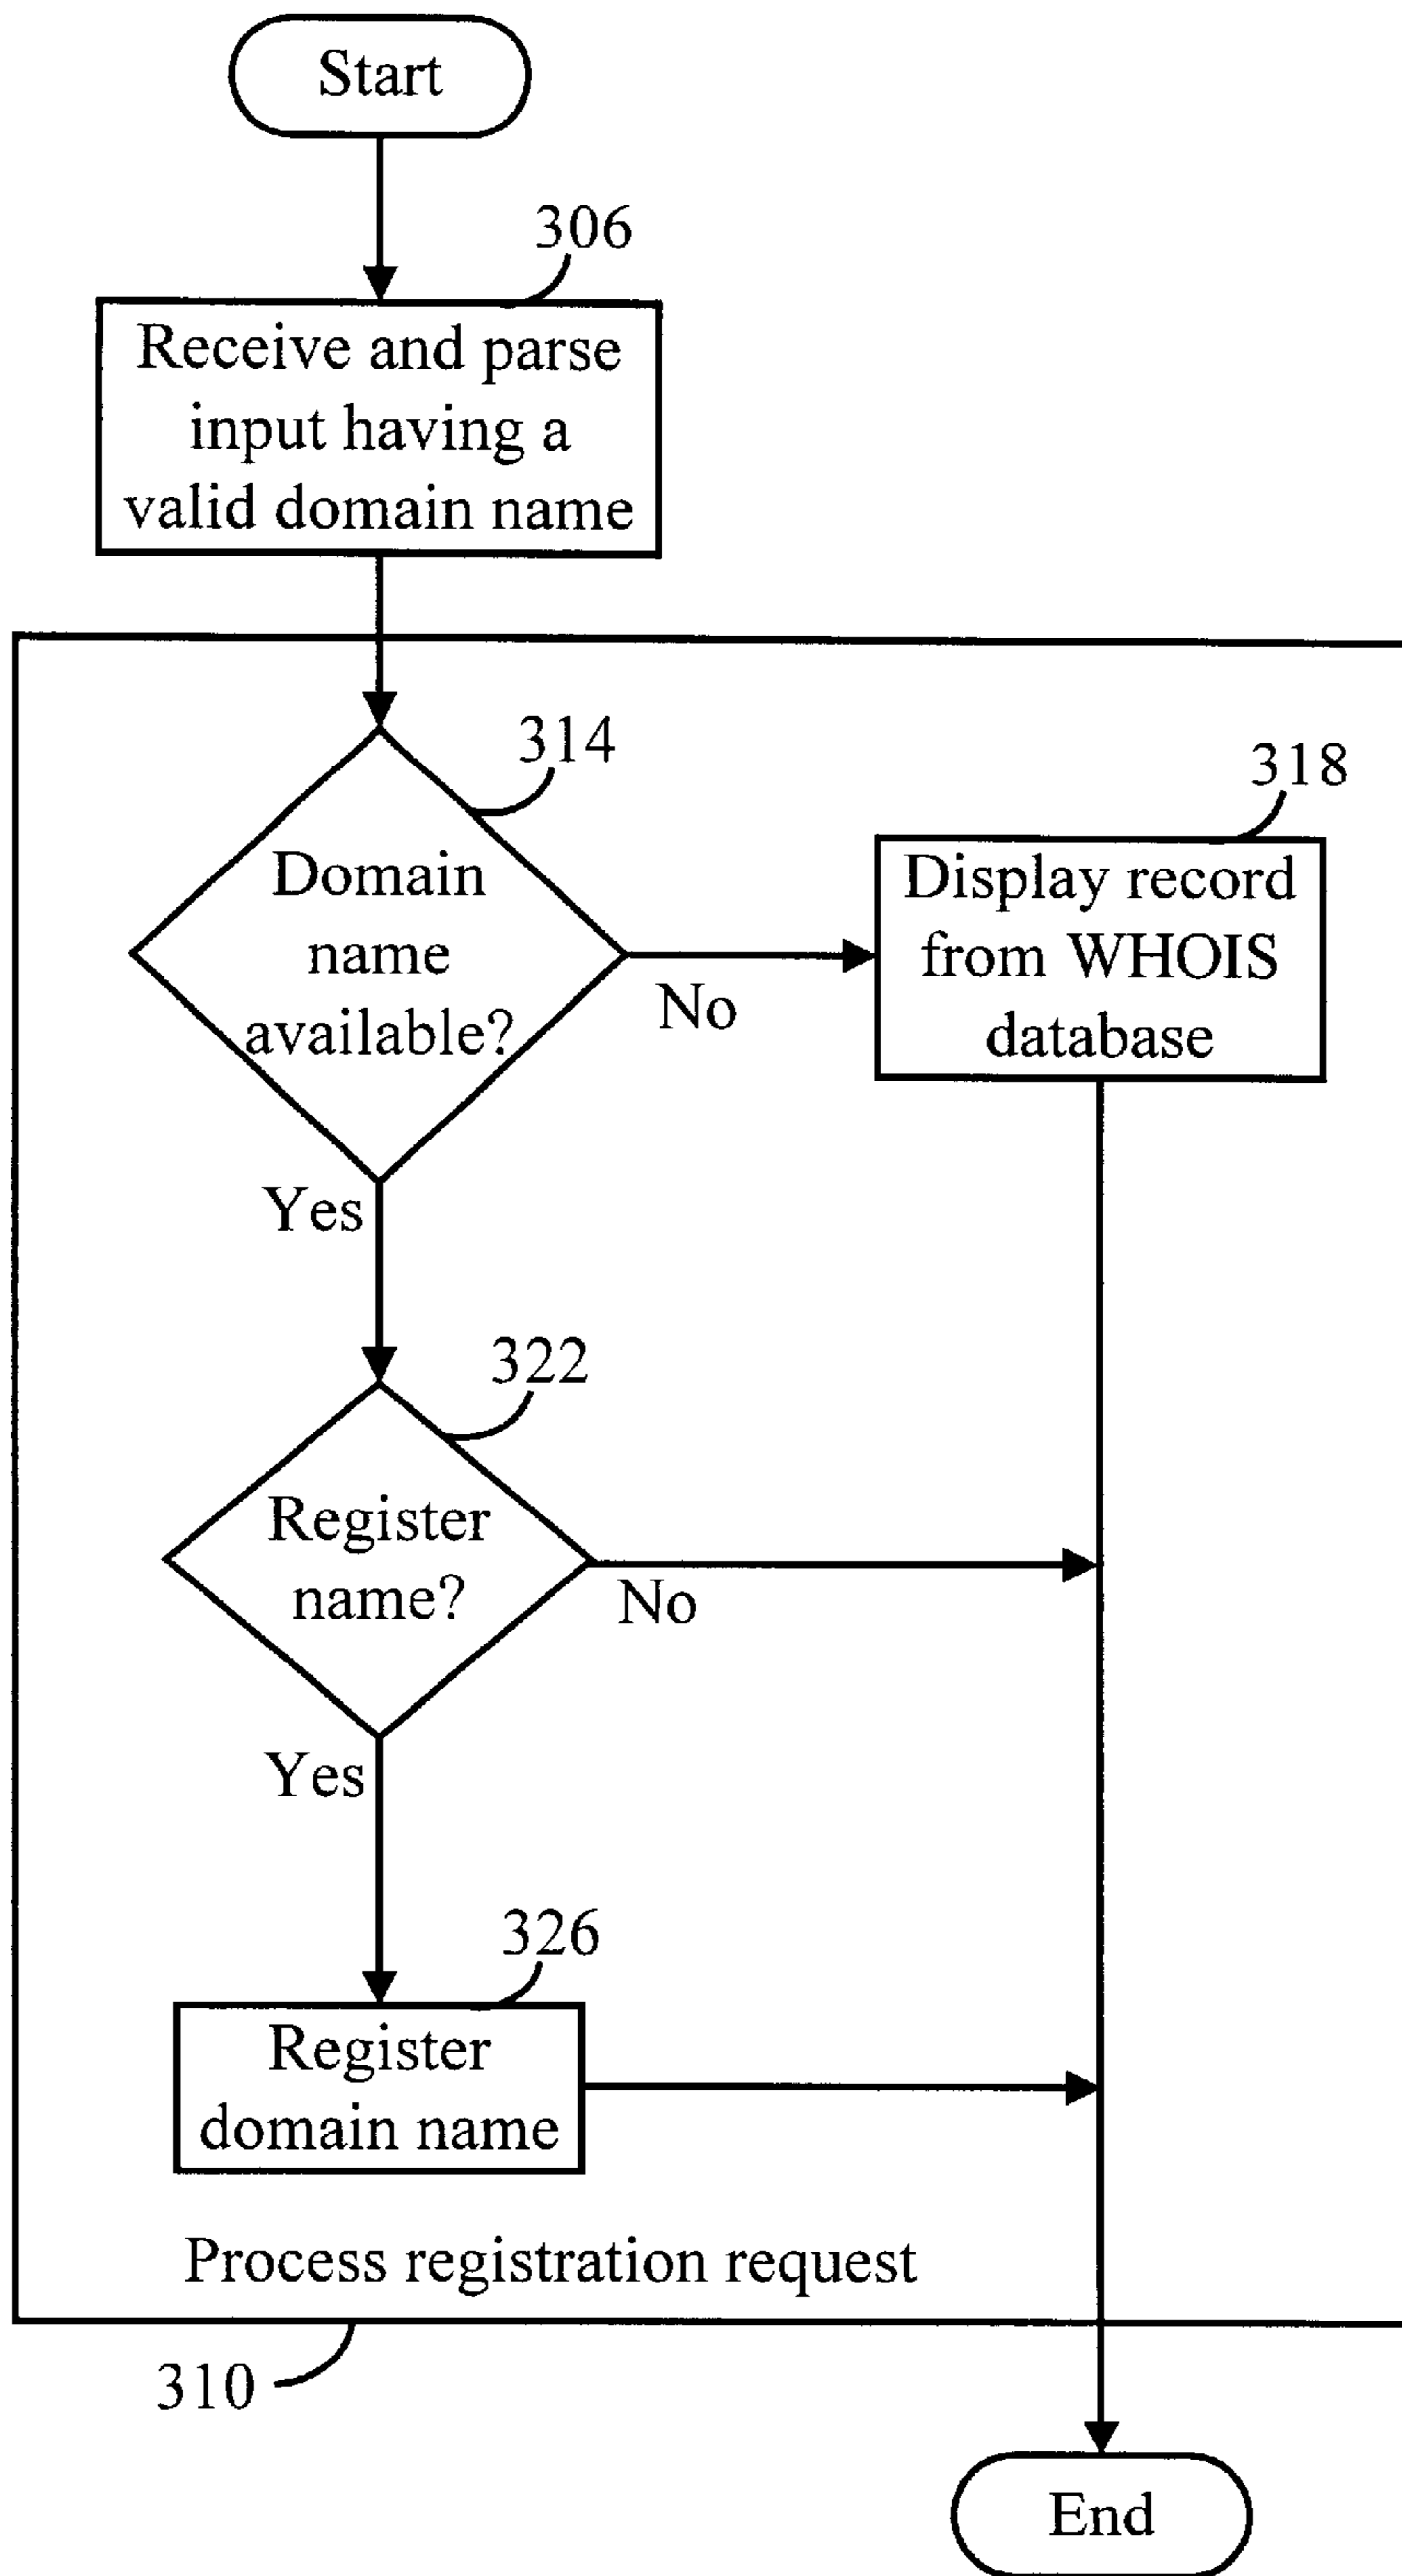 Start
306
Receive and parse
input having a
valid domain name
314
Domain
name
available?
No
318
Display record
from WHOIS
database
Yes
322
Register
name?
No
Yes
326
Register
domain name
Process registration request
310
End